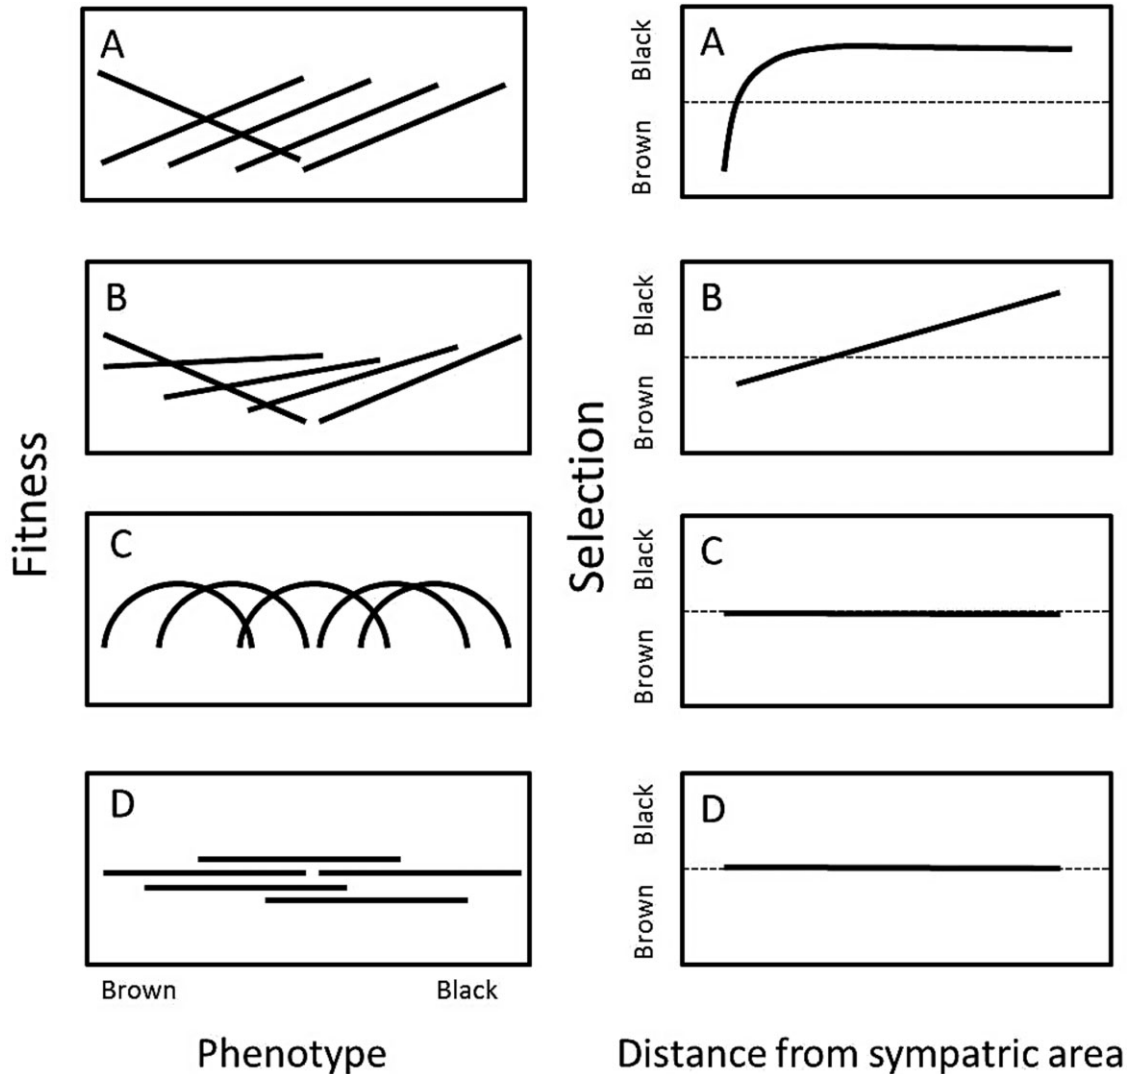 A
A
Black
Brown
B
B
Black
Brown
Fitness
Selection
C
C
Black
Brown
D
D
Black
Brown
Brown
Black
Phenotype
Distance from sympatric area